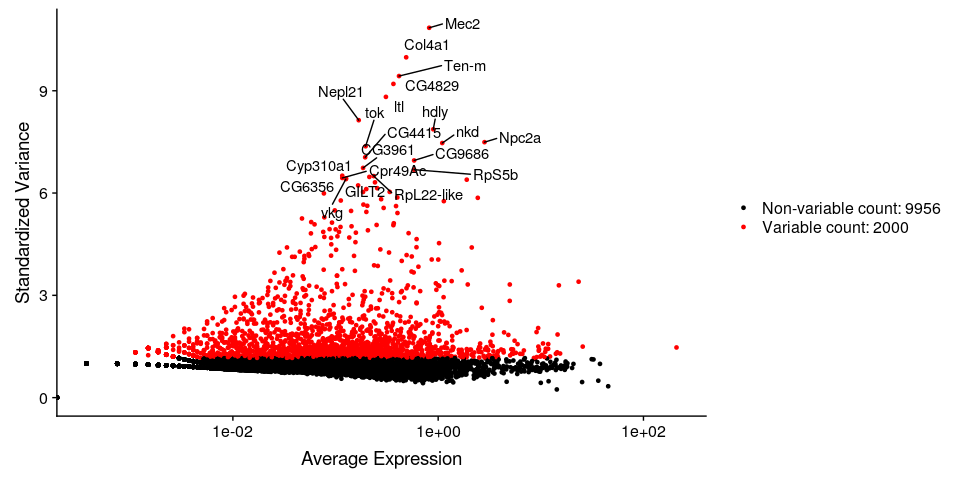 Mec2
Col4a1
Ten-m
CG4829
Nepl21
ltl
tok
hdly
CG4415
nkd
Npc2a
CG3961
CG9686
Cyp310a1
Cpr49Ac
RpS5b
CG6356
GILT2
RpL22-like
vkg
9
6
3
0
Standardized Variance
1e-02
1e+00
1e+02
Average Expression
Non-variable count: 9956
Variable count: 2000